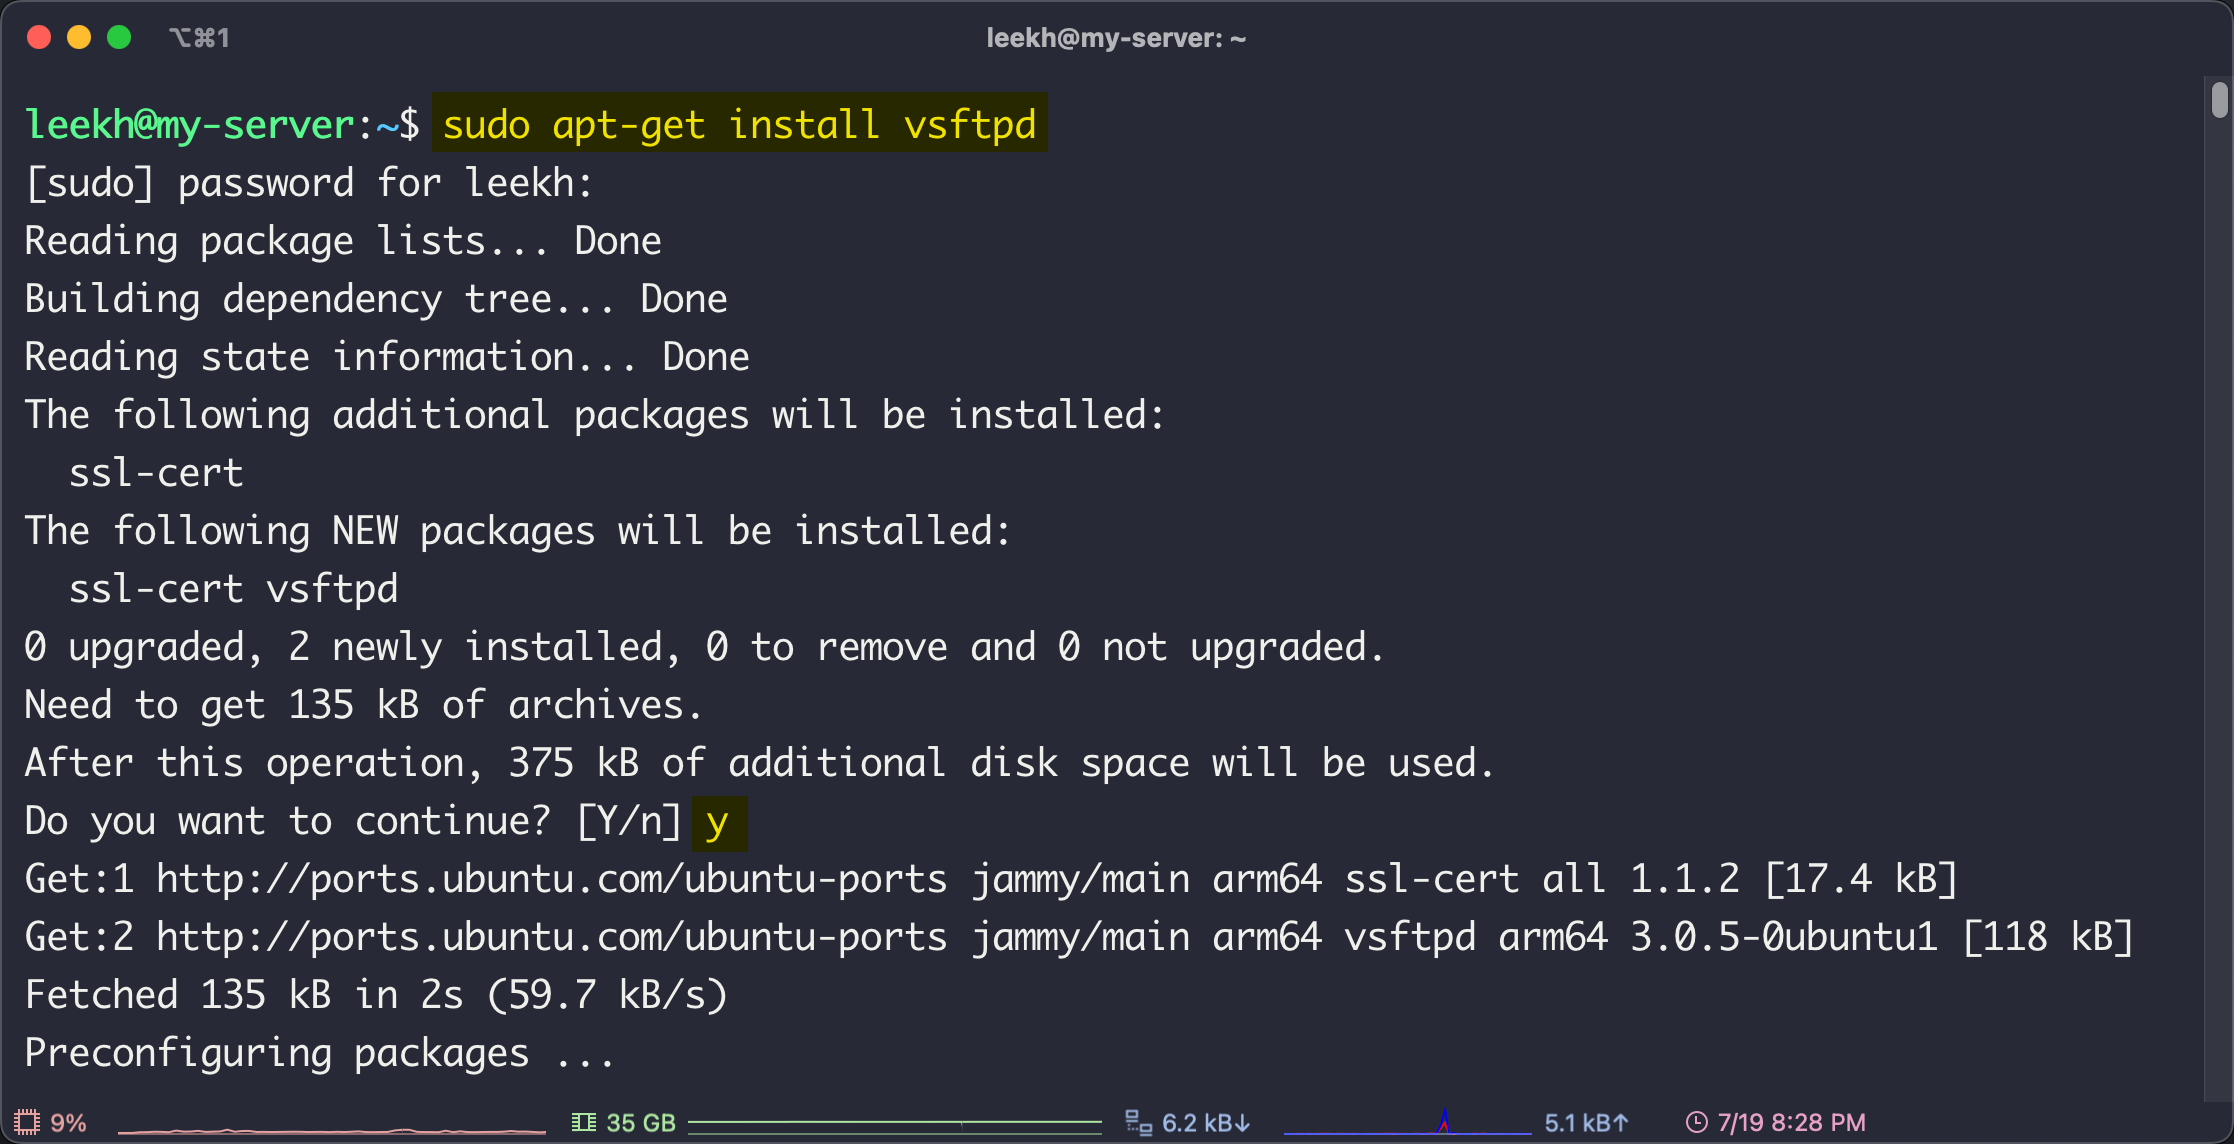 ⌥⌘1
leekh@my-server: ~
leekh@my-server:~$ sudo apt-get install vsftpd
[sudo] password for leekh:
Reading package lists... Done
Building dependency tree... Done
Reading state information... Done
The following additional packages will be installed:
  ssl-cert
The following NEW packages will be installed:
  ssl-cert vsftpd
0 upgraded, 2 newly installed, 0 to remove and 0 not upgraded.
Need to get 135 kB of archives.
After this operation, 375 kB of additional disk space will be used.
Do you want to continue? [Y/n] y
Get:1 http://ports.ubuntu.com/ubuntu-ports jammy/main arm64 ssl-cert all 1.1.2 [17.4 kB]
Get:2 http://ports.ubuntu.com/ubuntu-ports jammy/main arm64 vsftpd arm64 3.0.5-0ubuntu1 [118 kB]
Fetched 135 kB in 2s (59.7 kB/s)
Preconfiguring packages ...
9% 35 GB 6.2 kB↓ 5.1 kB↑ 7/19 8:28 PM